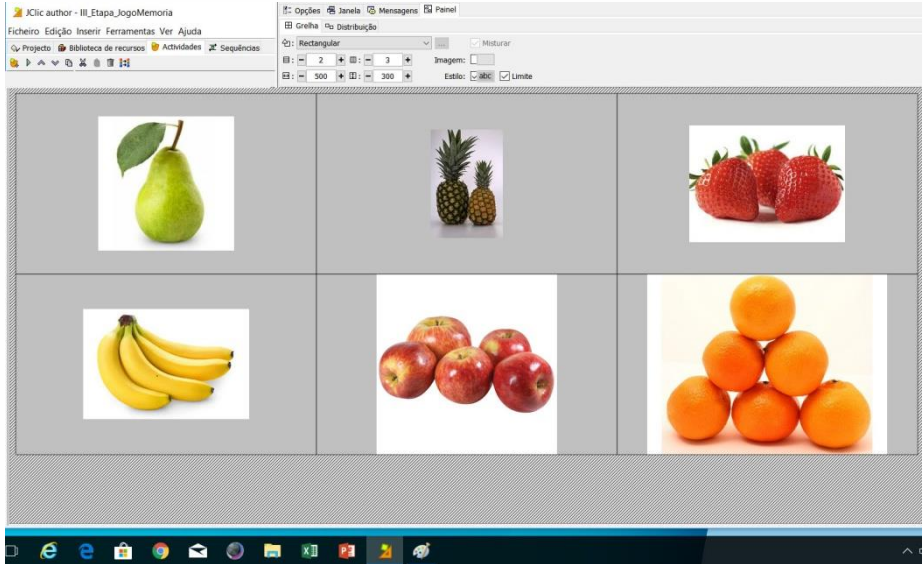 JClic author - III_Etapa_JogoMemoria
Ficheiro Edição Inserir Ferramentas Ver Ajuda
Projecto Biblioteca de recursos Actividades Sequências
Opções Janela Mensagens Painel
Grelha Distribuição
Rectangular ... Misturar
: - 2 + : - 3 + Imagem:
: - 500 + : - 300 + Estilo: abc Limite